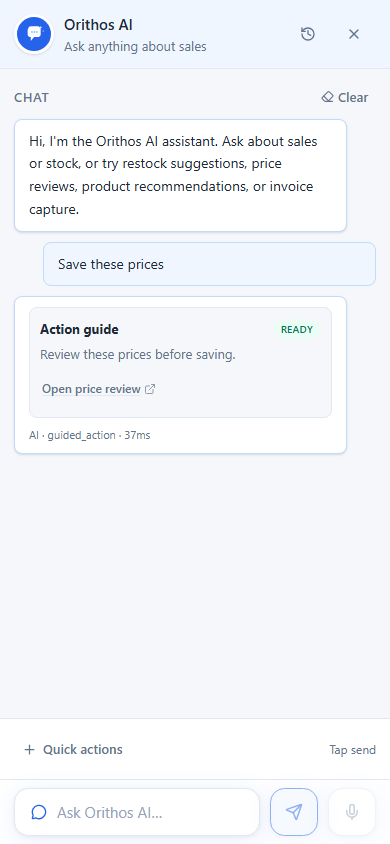 Orithos AI
Ask anything about sales
CHAT
Clear
Hi, I'm the Orithos AI assistant. Ask about sales
or stock, or try restock suggestions, price
reviews, product recommendations, or invoice
capture.
Save these prices
Action guide
READY
Review these prices before saving.
Open price review
AI · guided_action · 37ms
Quick actions
Tap send
Ask Orithos AI...